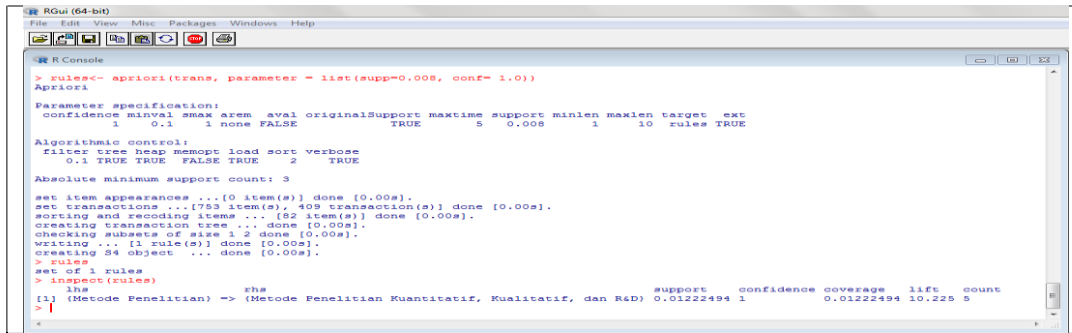 RGui (64-bit)
File Edit View Misc Packages Windows Help
STOP
R Console
> rules<- apriori(trans, parameter = list(supp=0.008, conf= 1.0))
Apriori
Parameter specification:
confidence minval smax arem aval originalSupport maxtime support minlen maxlen target ext
1 0.1 1 none FALSE TRUE 5 0.008 1 10 rules TRUE
Algorithmic control:
filter tree heap memopt load sort verbose
0.1 TRUE TRUE FALSE TRUE 2 TRUE
Absolute minimum support count: 3
set item appearances ...[0 item(s)] done [0.00s].
set transactions ...[753 item(s), 409 transaction(s)] done [0.00s].
sorting and recoding items ... [82 item(s)] done [0.00s].
creating transaction tree ... done [0.00s].
checking subsets of size 1 2 done [0.00s].
writing ... [1 rule(s)] done [0.00s].
creating S4 object ... done [0.00s].
> rules
set of 1 rules
> inspect(rules)
lhs rhs support confidence coverage lift count
[1] {Metode Penelitian} => {Metode Penelitian Kuantitatif, Kualitatif, dan R&D} 0.01222494 1 0.01222494 10.225 5
>